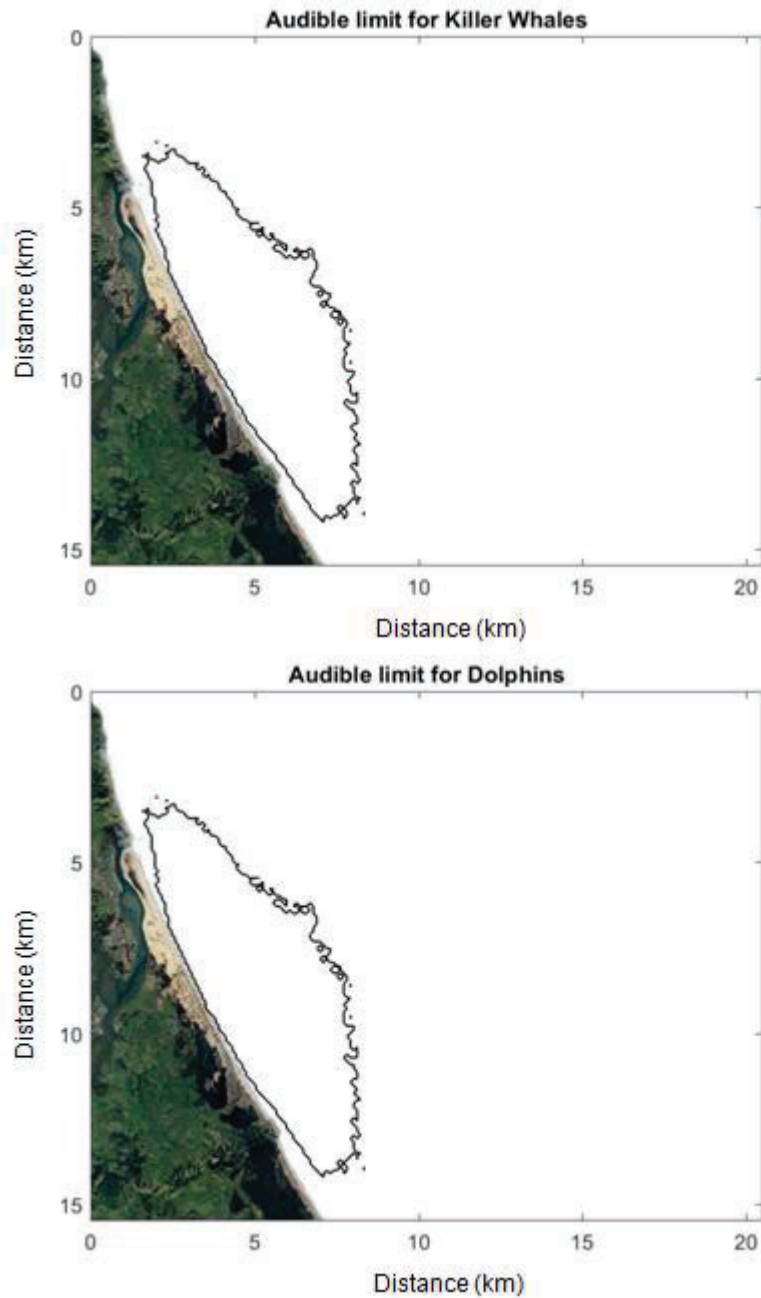 Audible limit for Killer Whales
0
5
10
15
Distance (km)
0 5 10 15 20
Distance (km)
Audible limit for Dolphins
0
5
10
15
Distance (km)
0 5 10 15 20
Distance (km)